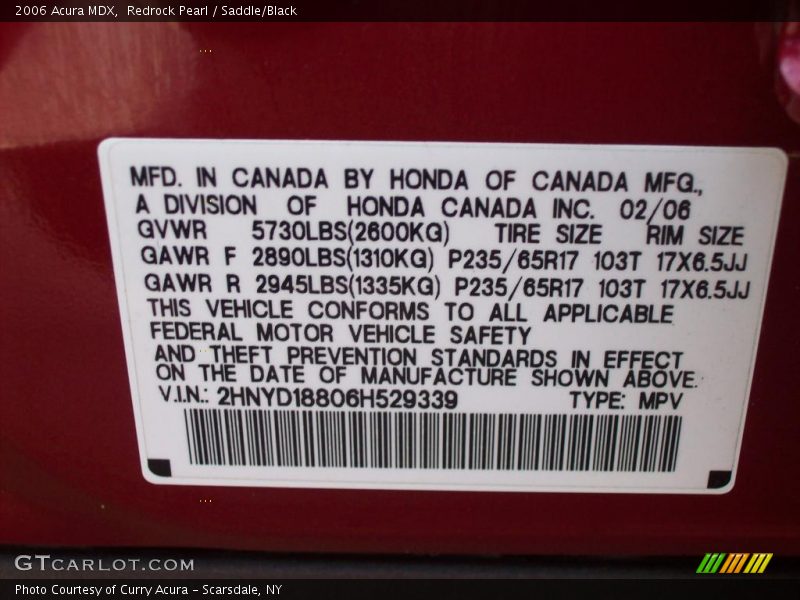 2006 Acura MDX,  Redrock Pearl / Saddle/Black
MFD. IN CANADA BY HONDA OF CANADA MFG.,
A DIVISION OF HONDA CANADA INC. 02/06
GVWR 5730LBS(2600KG) TIRE SIZE RIM SIZE
GAWR F 2890LBS(1310KG) P235/65R17 103T 17X6.5JJ
GAWR R 2945LBS(1335KG) P235/65R17 103T 17X6.5JJ
THIS VEHICLE CONFORMS TO ALL APPLICABLE
FEDERAL MOTOR VEHICLE SAFETY
AND THEFT PREVENTION STANDARDS IN EFFECT
ON THE DATE OF MANUFACTURE SHOWN ABOVE.
V.I.N.: 2HNYD18806H529339 TYPE: MPV
GTCARLOT.COM
Photo Courtesy of Curry Acura - Scarsdale, NY